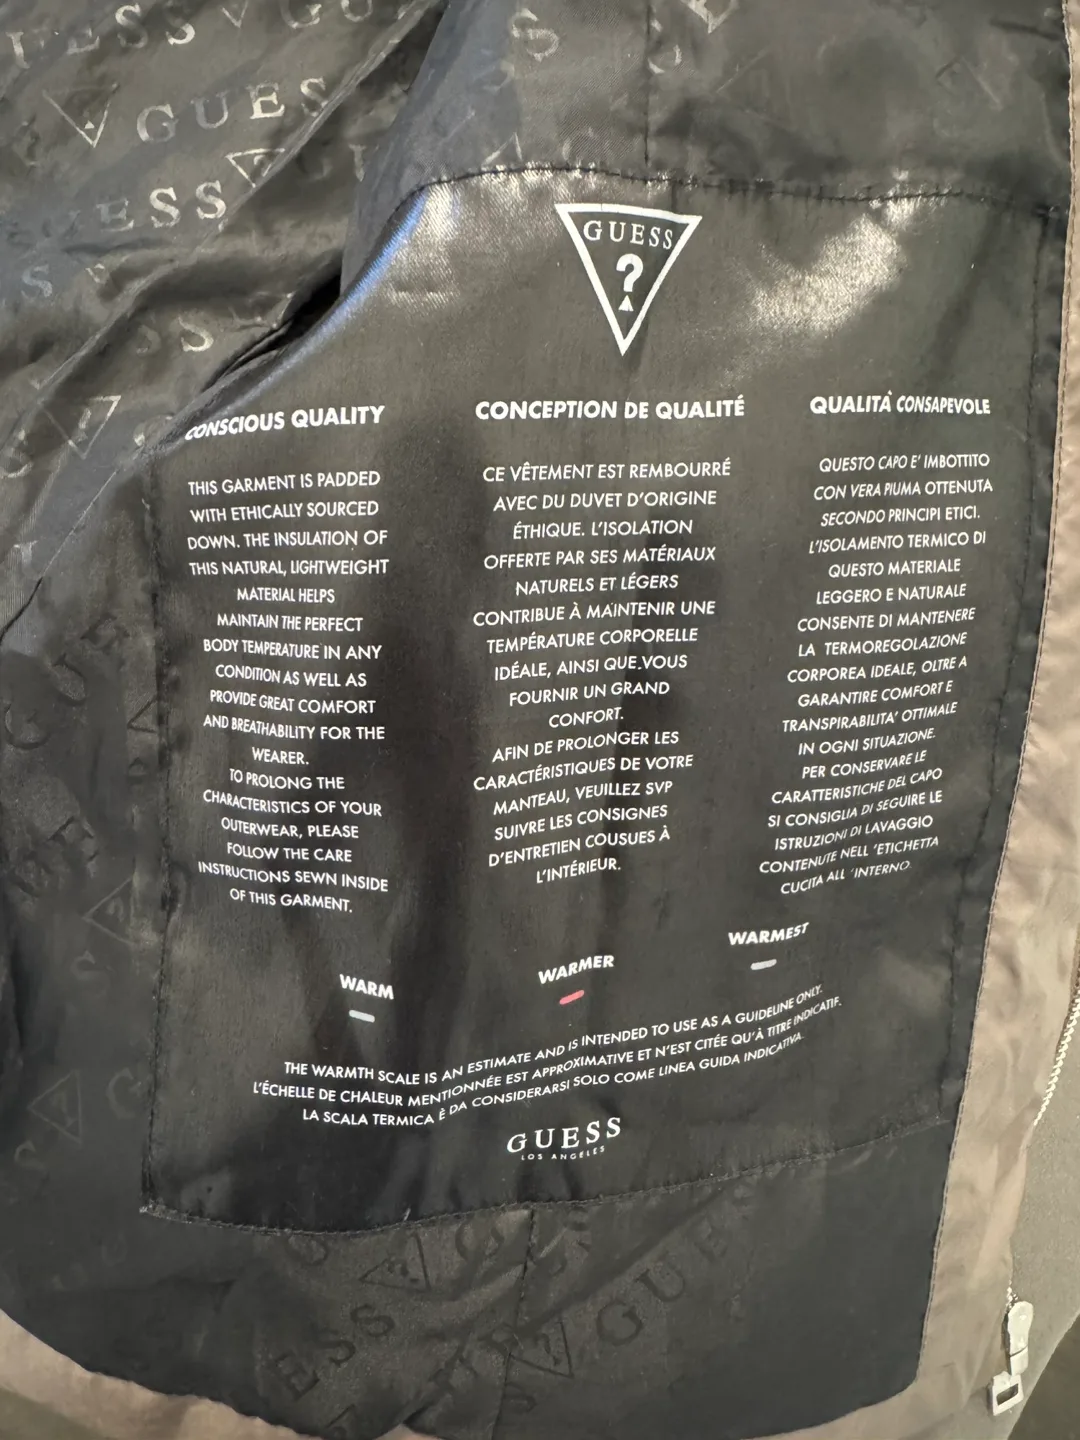 GUESS
?
CONSCIOUS QUALITY
THIS GARMENT IS PADDED
WITH ETHICALLY SOURCED
DOWN. THE INSULATION OF
THIS NATURAL, LIGHTWEIGHT
MATERIAL HELPS
MAINTAIN THE PERFECT
BODY TEMPERATURE IN ANY
CONDITION AS WELL AS
PROVIDE GREAT COMFORT
AND BREATHABILITY FOR THE
WEARER.
TO PROLONG THE
CHARACTERISTICS OF YOUR
OUTERWEAR, PLEASE
FOLLOW THE CARE
INSTRUCTIONS SEWN INSIDE
OF THIS GARMENT.
CONCEPTION DE QUALITÉ
CE VÊTEMENT EST REMBOURRÉ
AVEC DU DUVET D'ORIGINE
ÉTHIQUE. L'ISOLATION
OFFERTE PAR SES MATÉRIAUX
NATURELS ET LÉGERS
CONTRIBUE À MAINTENIR UNE
TEMPÉRATURE CORPORELLE
IDÉALE, AINSI QUE VOUS
FOURNIR UN GRAND
CONFORT.
AFIN DE PROLONGER LES
CARACTÉRISTIQUES DE VOTRE
MANTEAU, VEUILLEZ SVP
SUIVRE LES CONSIGNES
D'ENTRETIEN COUSUES À
L'INTÉRIEUR.
QUALITÀ CONSAPEVOLE
QUESTO CAPO E' IMBOTTITO
CON VERA PIUMA OTTENUTA
SECONDO PRINCIPI ETICI.
L'ISOLAMENTO TERMICO DI
QUESTO MATERIALE
LEGGERO E NATURALE
CONSENTE DI MANTENERE
LA TERMOREGOLAZIONE
CORPOREA IDEALE, OLTRE A
GARANTIRE COMFORT E
TRANSPIRABILITA' OTTIMALE
IN OGNI SITUAZIONE.
PER CONSERVARE LE
CARATTERISTICHE DEL CAPO
SI CONSIGLIA DI SEGUIRE LE
ISTRUZIONI DI LAVAGGIO
CONTENUTE NELL 'ETICHETTA
CUCITA ALL 'INTERNO.
WARM
WARMER
WARMEST
THE WARMTH SCALE IS AN ESTIMATE AND IS INTENDED TO USE AS A GUIDELINE ONLY.
L'ÉCHELLE DE CHALEUR MENTIONNÉE EST APPROXIMATIVE ET N'EST CITÉE QU'À TITRE INDICATIF.
LA SCALA TERMICA È DA CONSIDERARSI SOLO COME LINEA GUIDA INDICATIVA.
GUESS
LOS ANGELES